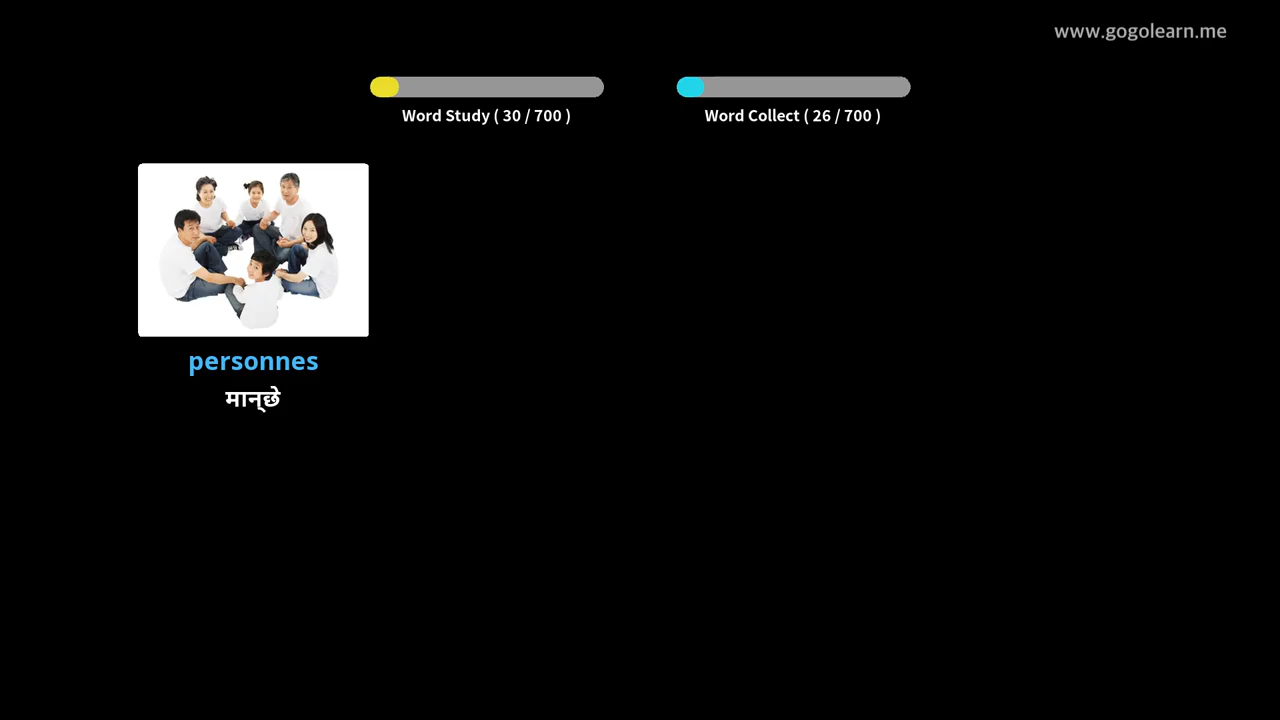 www.gogolearn.me
Word Study ( 30 / 700 )
Word Collect ( 26 / 700 )
personnes
मान्छे